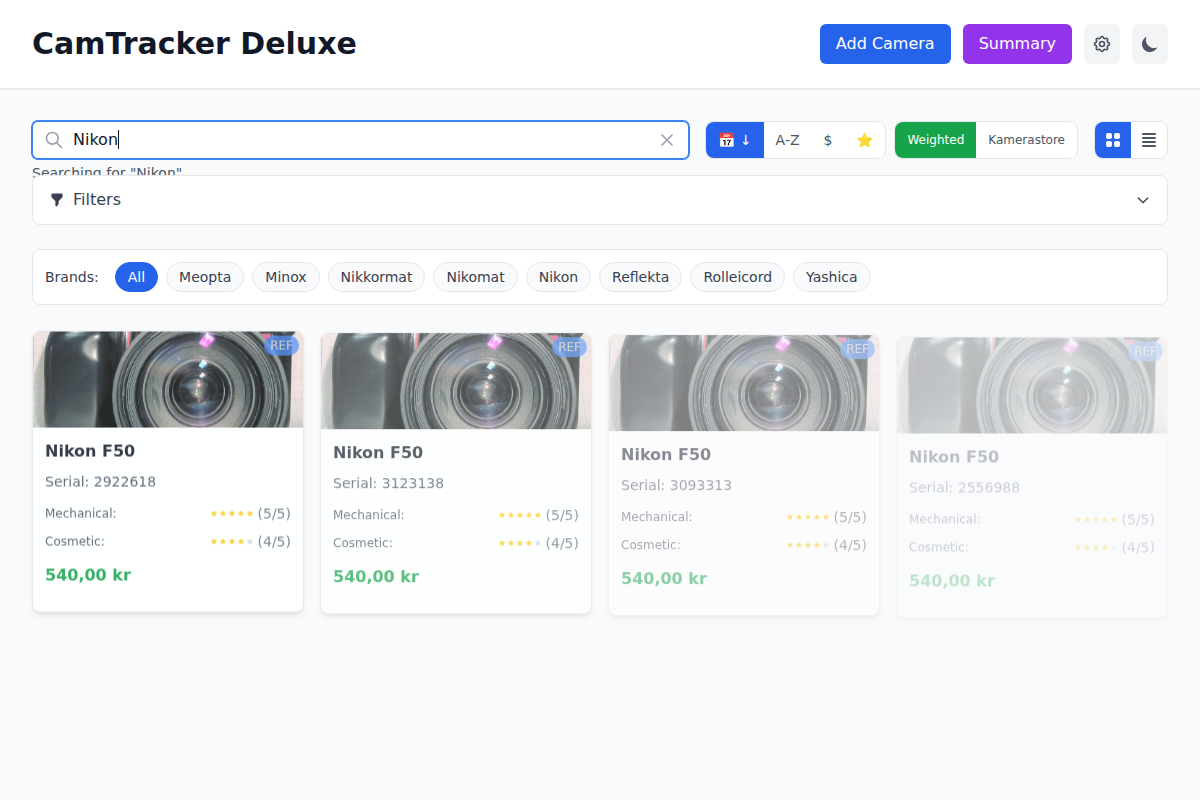 CamTracker Deluxe
Add Camera
Summary
Nikon
📅 ↓
A-Z
$
⭐
Weighted
Kamerastore
Searching for "Nikon"
Filters
Brands:
All
Meopta
Minox
Nikkormat
Nikomat
Nikon
Reflekta
Rolleicord
Yashica
REF
Nikon F50
Serial: 2922618
Mechanical: ★★★★★ (5/5)
Cosmetic: ★★★★★ (4/5)
540,00 kr
REF
Nikon F50
Serial: 3123138
Mechanical: ★★★★★ (5/5)
Cosmetic: ★★★★★ (4/5)
540,00 kr
REF
Nikon F50
Serial: 3093313
Mechanical: ★★★★★ (5/5)
Cosmetic: ★★★★★ (4/5)
540,00 kr
REF
Nikon F50
Serial: 2556988
Mechanical: ★★★★★ (5/5)
Cosmetic: ★★★★★ (4/5)
540,00 kr